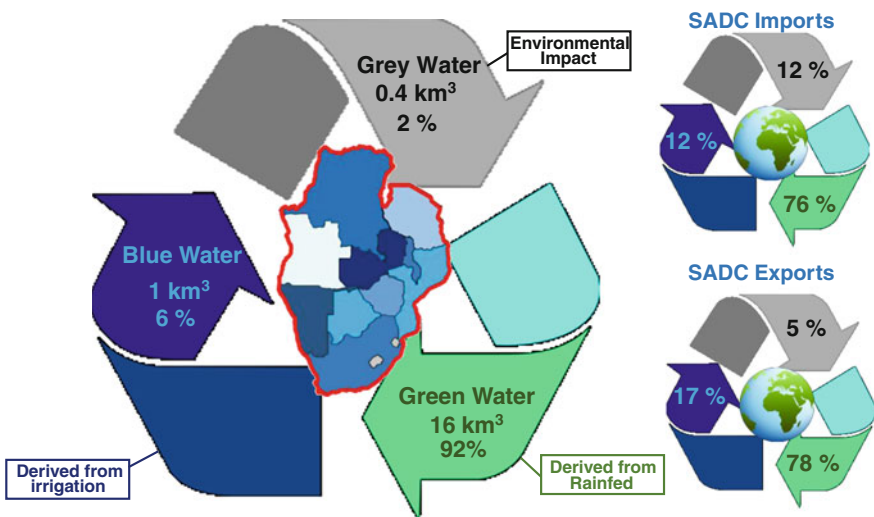 Grey Water
0.4 km³
2 %
Environmental
Impact
Blue Water
1 km³
6 %
Green Water
16 km³
92%
Derived from
irrigation
Derived from
Rainfed
SADC Imports
12 %
12 %
76 %
SADC Exports
5 %
17 %
78 %